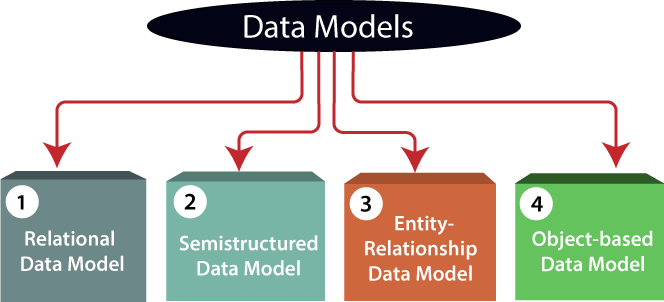 Data Models
1
Relational
Data Model
2
Semistructured
Data Model
3
Entity-
Relationship
Data Model
4
Object-based
Data Model